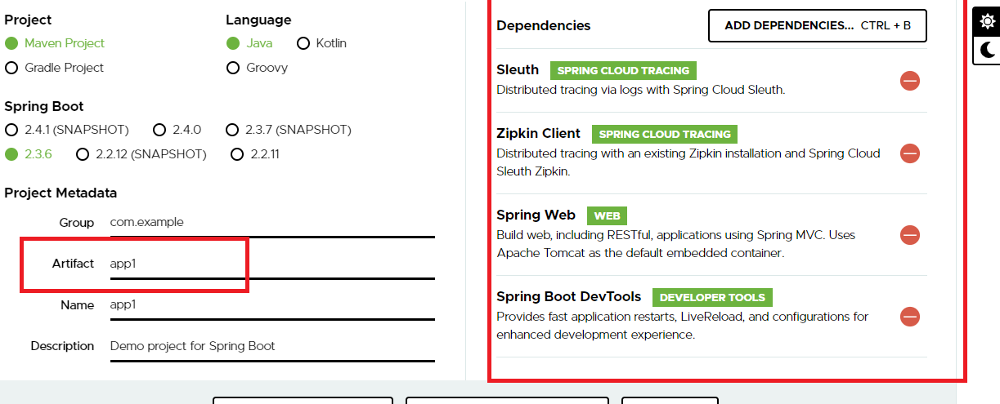 Project
Language
Maven Project
Java
Kotlin
Gradle Project
Groovy
Spring Boot
2.4.1 (SNAPSHOT)
2.4.0
2.3.7 (SNAPSHOT)
2.3.6
2.2.12 (SNAPSHOT)
2.2.11
Project Metadata
Group com.example
Artifact app1
Name app1
Description Demo project for Spring Boot
Dependencies
ADD DEPENDENCIES... CTRL + B
Sleuth SPRING CLOUD TRACING
Distributed tracing via logs with Spring Cloud Sleuth.
Zipkin Client SPRING CLOUD TRACING
Distributed tracing with an existing Zipkin installation and Spring Cloud
Sleuth Zipkin.
Spring Web WEB
Build web, including RESTful, applications using Spring MVC. Uses
Apache Tomcat as the default embedded container.
Spring Boot DevTools DEVELOPER TOOLS
Provides fast application restarts, LiveReload, and configurations for
enhanced development experience.